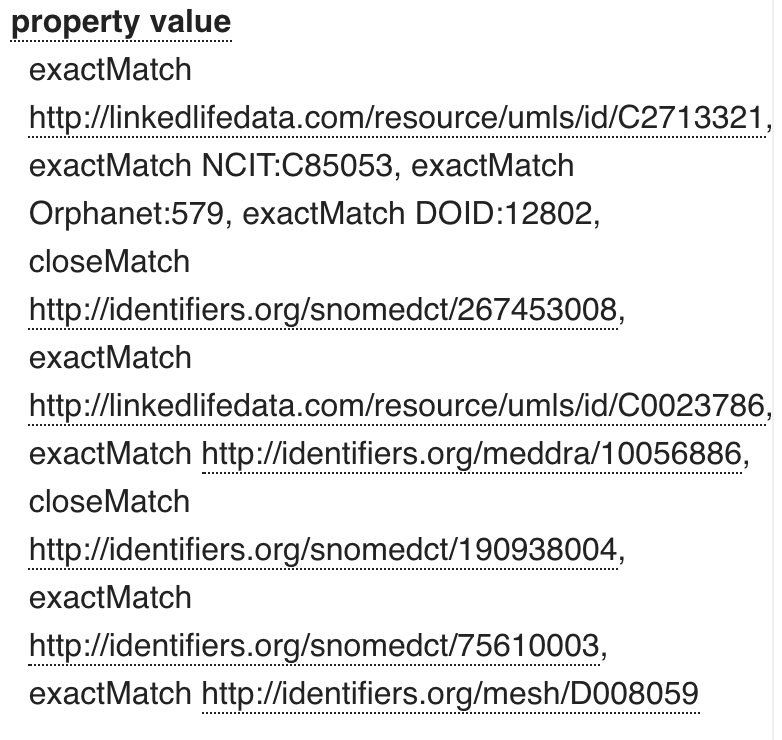 property value
exactMatch
http://linkedlifedata.com/resource/umls/id/C2713321,
exactMatch NCIT:C85053, exactMatch
Orphanet:579, exactMatch DOID:12802,
closeMatch
http://identifiers.org/snomedct/267453008,
exactMatch
http://linkedlifedata.com/resource/umls/id/C0023786,
exactMatch http://identifiers.org/meddra/10056886,
closeMatch
http://identifiers.org/snomedct/190938004,
exactMatch
http://identifiers.org/snomedct/75610003,
exactMatch http://identifiers.org/mesh/D008059